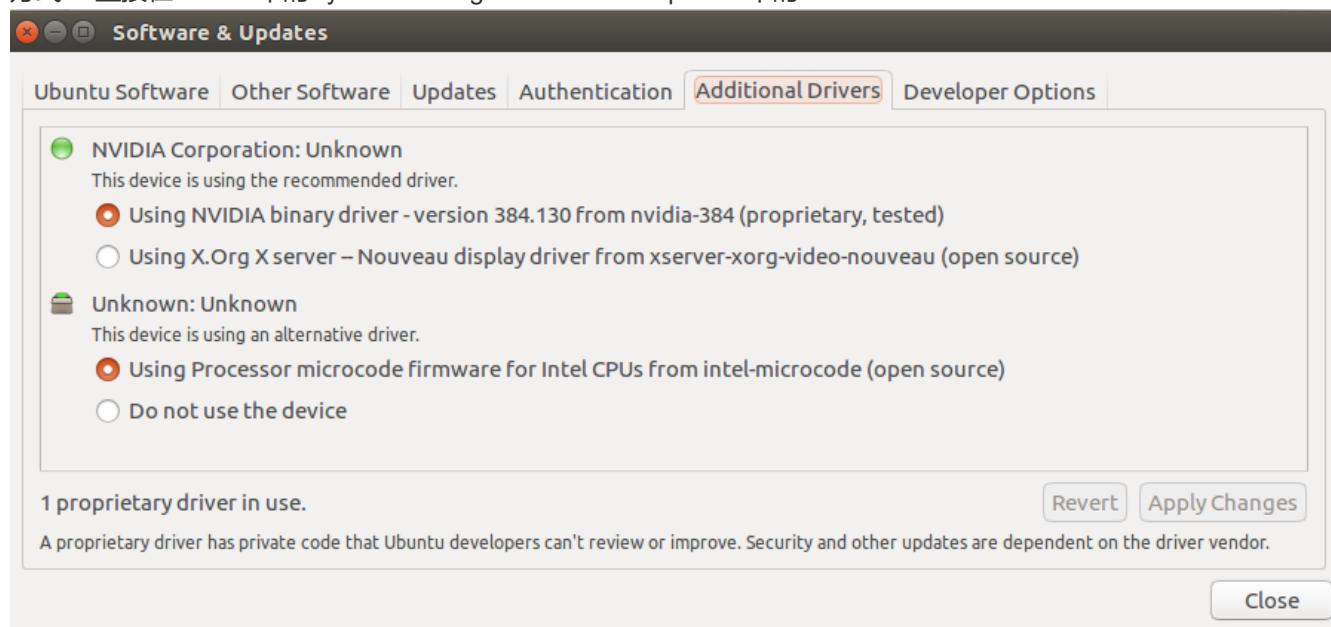 Software & Updates
Ubuntu Software Other Software Updates Authentication Additional Drivers Developer Options
NVIDIA Corporation: Unknown
This device is using the recommended driver.
Using NVIDIA binary driver - version 384.130 from nvidia-384 (proprietary, tested)
Using X.Org X server – Nouveau display driver from xserver-xorg-video-nouveau (open source)
Unknown: Unknown
This device is using an alternative driver.
Using Processor microcode firmware for Intel CPUs from intel-microcode (open source)
Do not use the device
1 proprietary driver in use.
Revert Apply Changes
A proprietary driver has private code that Ubuntu developers can't review or improve. Security and other updates are dependent on the driver vendor.
Close